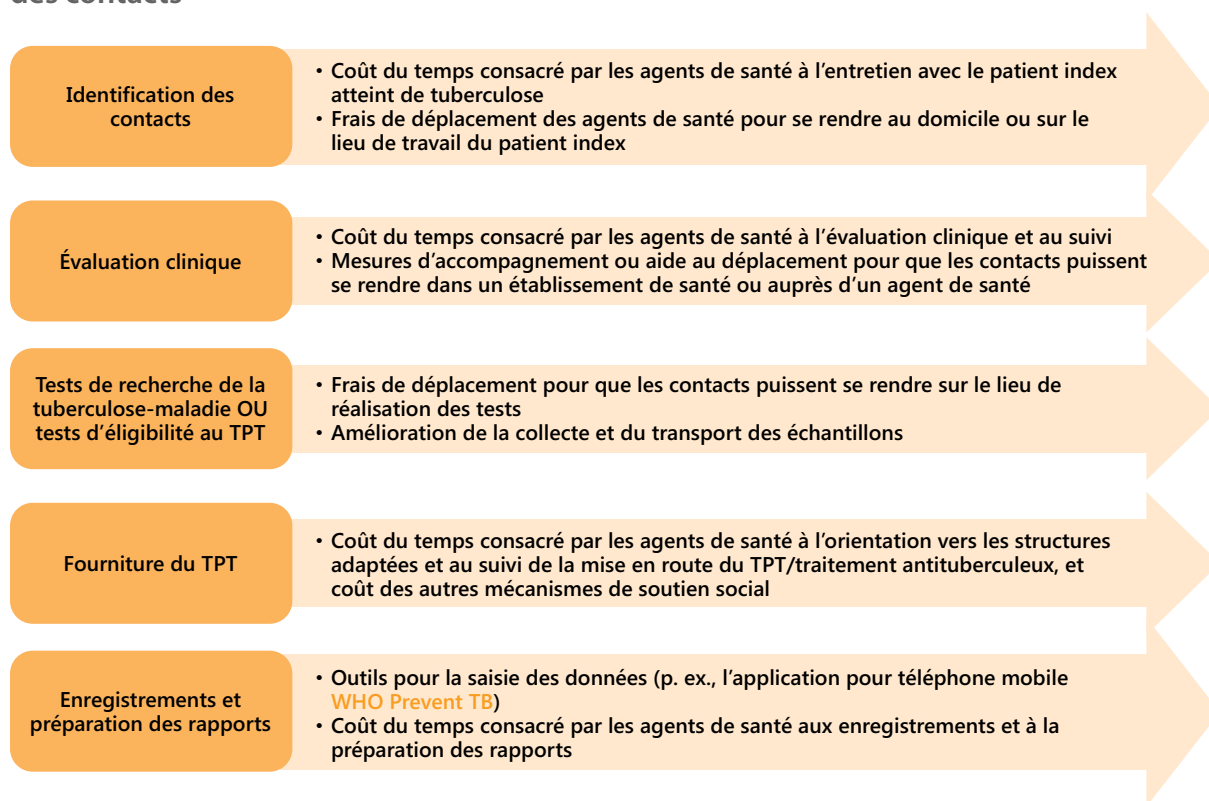 des contacts
Identification des
contacts
• Coût du temps consacré par les agents de santé à l’entretien avec le patient index
atteint de tuberculose
• Frais de déplacement des agents de santé pour se rendre au domicile ou sur le
lieu de travail du patient index
Évaluation clinique
• Coût du temps consacré par les agents de santé à l’évaluation clinique et au suivi
• Mesures d’accompagnement ou aide au déplacement pour que les contacts puissent
se rendre dans un établissement de santé ou auprès d’un agent de santé
Tests de recherche de la
tuberculose-maladie OU
tests d’éligibilité au TPT
• Frais de déplacement pour que les contacts puissent se rendre sur le lieu de
réalisation des tests
• Amélioration de la collecte et du transport des échantillons
Fourniture du TPT
• Coût du temps consacré par les agents de santé à l’orientation vers les structures
adaptées et au suivi de la mise en route du TPT/traitement antituberculeux, et
coût des autres mécanismes de soutien social
Enregistrements et
préparation des rapports
• Outils pour la saisie des données (p. ex., l’application pour téléphone mobile
WHO Prevent TB)
• Coût du temps consacré par les agents de santé aux enregistrements et à la
préparation des rapports